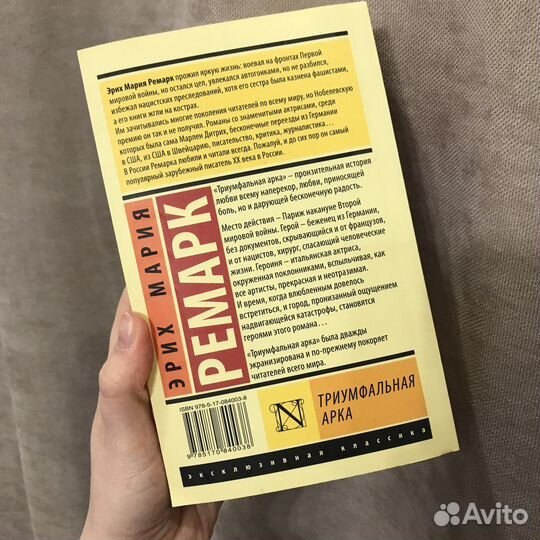 Эрих Мария Ремарк прожил яркую жизнь: воевал на фронтах Первой
мировой войны, но остался цел, увлекался автогонками, но не разбился,
избежал нацистских преследований, хотя его сестра была казнена фашистами,
а его книги жгли на кострах.
Им зачитывались многие поколения читателей по всему миру, но Нобелевскую
премию он так и не получил. Романы со знаменитыми актрисами, среди
которых была сама Марлен Дитрих, бесконечные переезды из Германии
в США, из США в Швейцарию, писательство, критика, журналистика...
В России Ремарка любили и читали всегда. Пожалуй, и до сих пор он самый
популярный зарубежный писатель XX века в России.
ЭРИХ МАРИЯ
РЕМАРК
«Триумфальная арка» – пронзительная история
любви всему наперекор, любви, приносящей
боль, но и дарующей бесконечную радость.
Место действия – Париж накануне Второй
мировой войны. Герой – беженец из Германии,
без документов, скрывающийся и от французов,
и от нацистов, хирург, спасающий человеческие
жизни. Героиня – итальянская актриса,
окруженная поклонниками, вспыльчивая, как
все артисты, прекрасная и неотразимая.
И время, когда влюбленным довелось
встретиться, и город, пронизанный ощущением
надвигающейся катастрофы, становятся
героями этого романа...
«Триумфальная арка» была дважды
экранизирована и по-прежнему покоряет
читателей всего мира.
ISBN 978-5-17-084003-8
9 785170 840038
N
ТРИУМФАЛЬНАЯ
АРКА
эксклюзивная классика
Avito